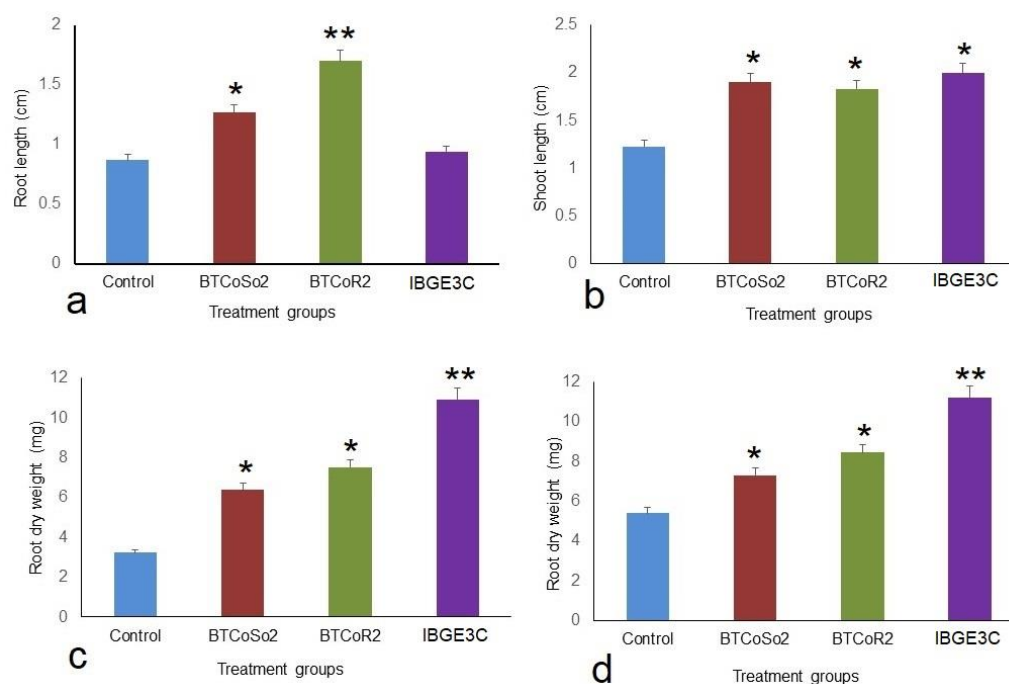 2
1.5
1
0.5
0
Root length (cm)
*
**
Control BTCoSo2 BTCoR2 IBGE3C
a
Treatment groups
2.5
2
1.5
1
0.5
0
Shoot length (cm)
*
*
*
Control BTCoSo2 BTCoR2 IBGE3C
b
Treatment groups
12
10
8
6
4
2
0
Root dry weight (mg)
*
*
**
Control BTCoSo2 BTCoR2 IBGE3C
c
Treatment groups
12
10
8
6
4
2
0
Root dry weight (mg)
*
*
**
Control BTCoSo2 BTCoR2 IBGE3C
d
Treatment groups